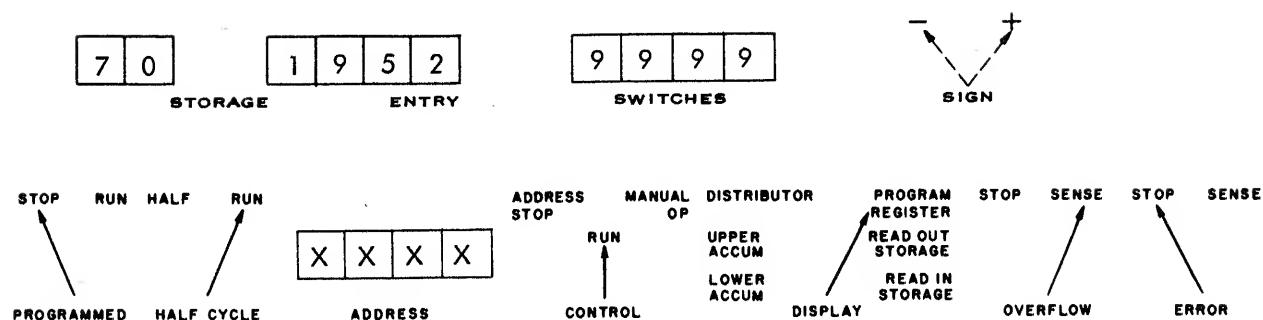 − +
7 0 1 9 5 2 9 9 9 9
STORAGE ENTRY SWITCHES SIGN
STOP RUN HALF RUN ADDRESS STOP MANUAL OP DISTRIBUTOR PROGRAM REGISTER STOP SENSE STOP SENSE
RUN UPPER ACCUM READ OUT STORAGE
X X X X
LOWER ACCUM READ IN STORAGE
PROGRAMMED HALF CYCLE ADDRESS CONTROL DISPLAY OVERFLOW ERROR